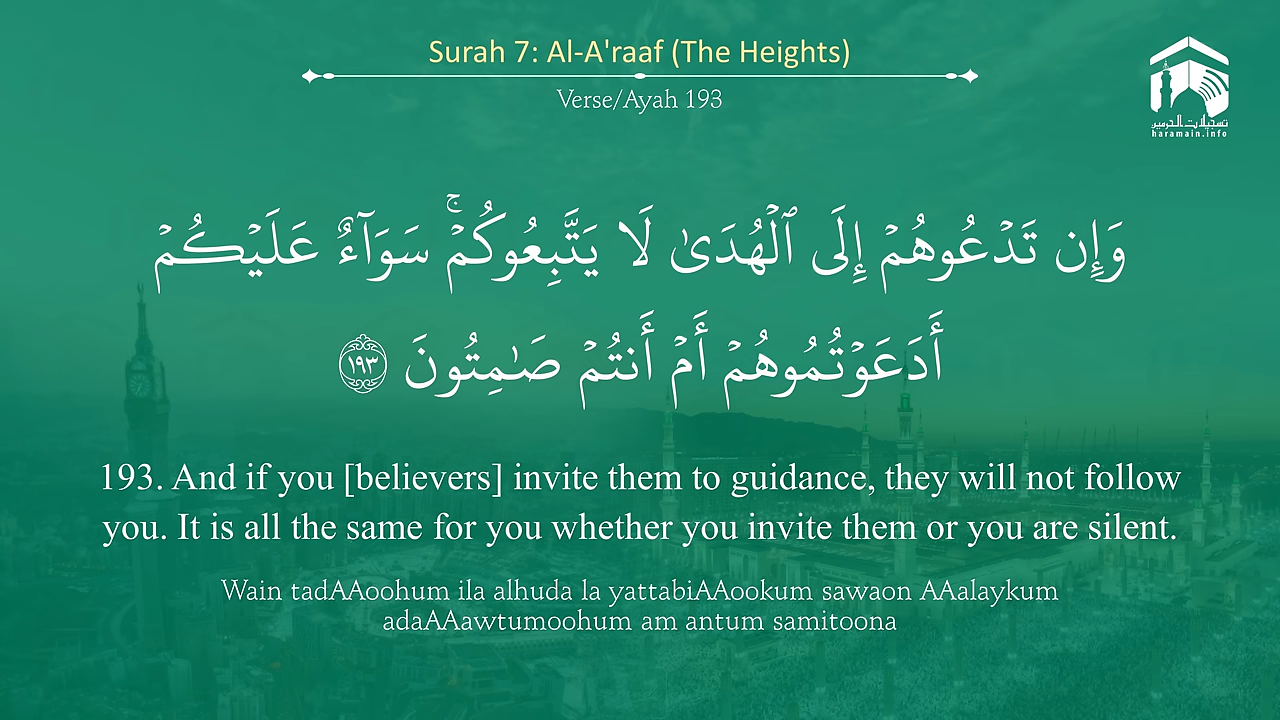 Surah 7: Al-A'raaf (The Heights)
Verse/Ayah 193
تسجيلات الحرمين
haramain.info
وَإِن تَدْعُوهُمْ إِلَى ٱلْهُدَىٰ لَا يَتَّبِعُوكُمْ ۚ سَوَآءٌ عَلَيْكُمْ
أَدَعَوْتُمُوهُمْ أَمْ أَنتُمْ صَـٰمِتُونَ ١٩٣
193. And if you [believers] invite them to guidance, they will not follow
you. It is all the same for you whether you invite them or you are silent.
Wain tadAAoohum ila alhuda la yattabiAAookum sawaon AAalaykum
adaAAawtumoohum am antum samitoona